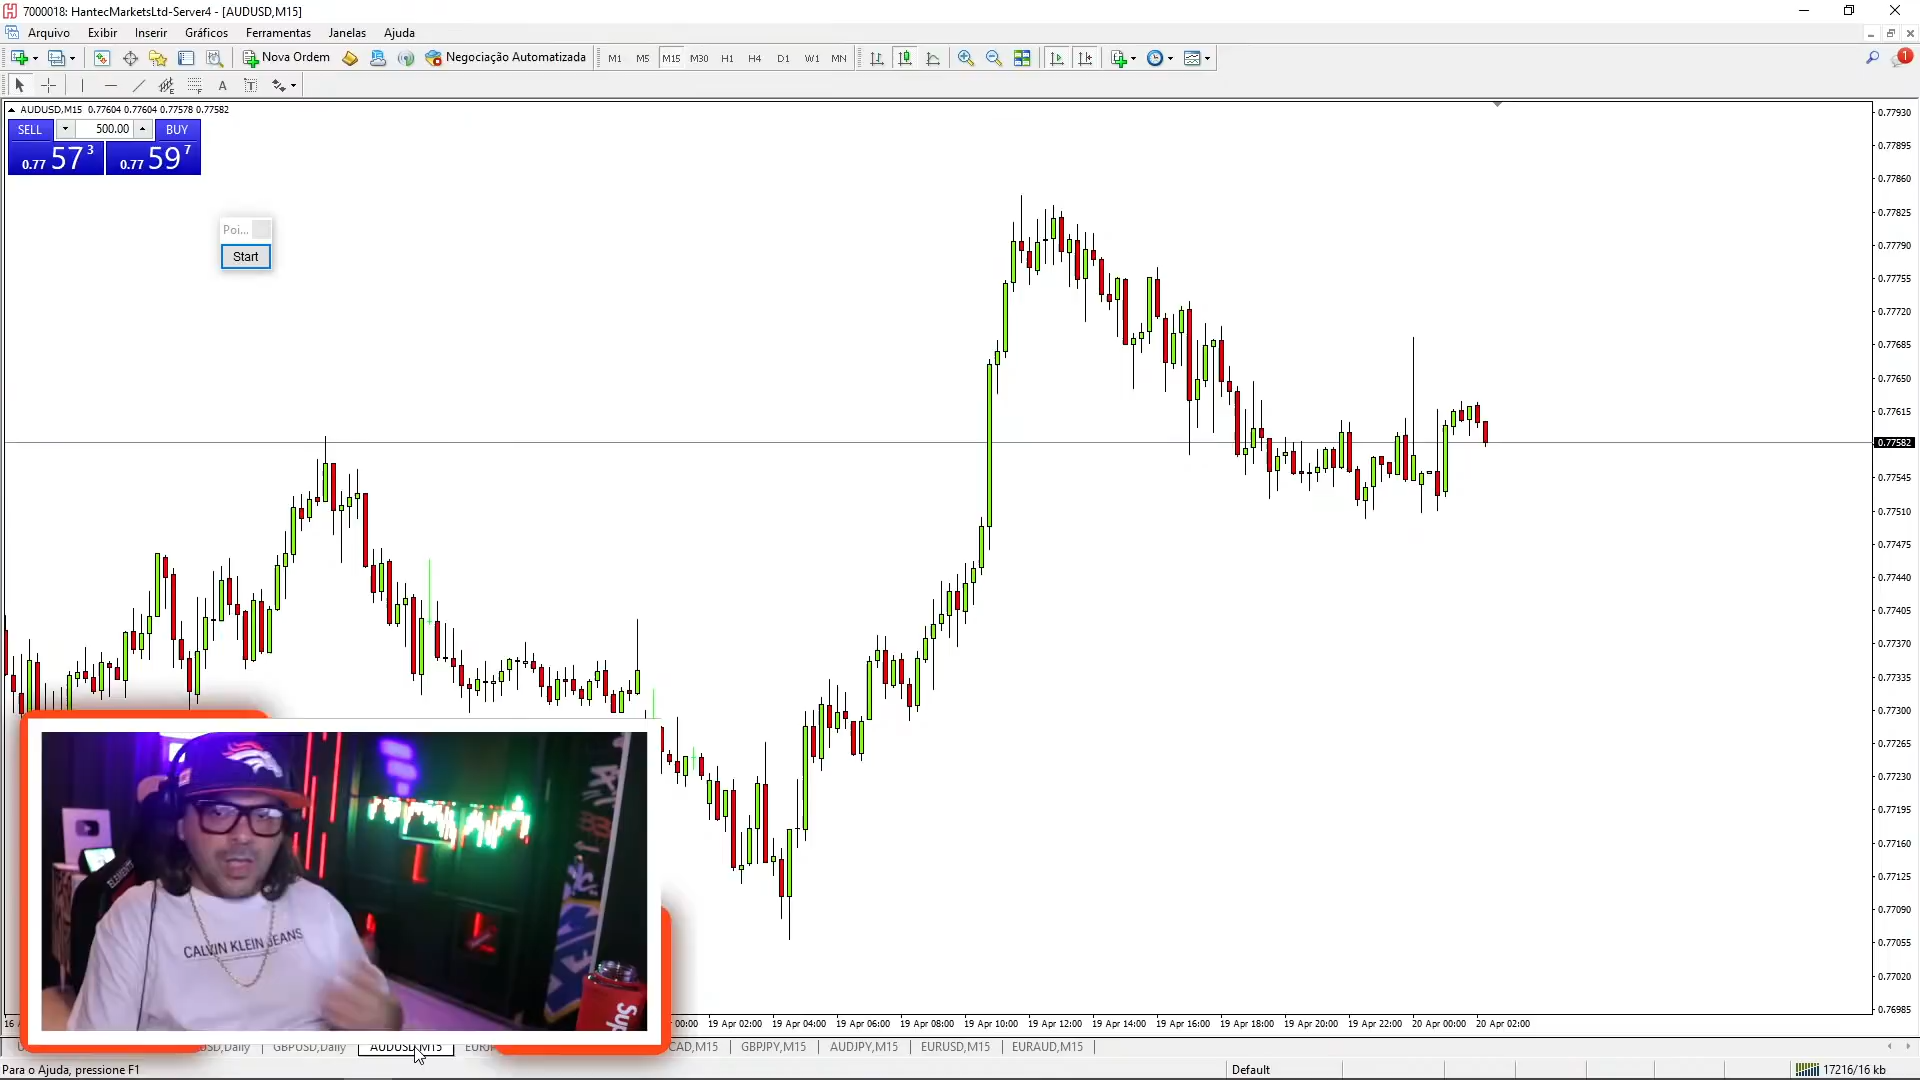 7000018: HantecMarketsLtd-Server4 - [AUDUSD,M15]
Arquivo Exibir Inserir Gráficos Ferramentas Janelas Ajuda
Nova Ordem Negociação Automatizada M1 M5 M15 M30 H1 H4 D1 W1 MN 1
A T
AUDUSD,M15 0.77604 0.77604 0.77578 0.77582
SELL 500.00 BUY
0.77 57 3 0.77 59 7
Poi...
Start
0.77930
0.77895
0.77860
0.77825
0.77790
0.77755
0.77720
0.77685
0.77650
0.77615
0.77582
0.77545
0.77510
0.77475
0.77440
0.77405
0.77370
0.77335
0.77300
0.77265
0.77230
0.77195
0.77160
0.77125
0.77090
0.77055
0.77020
0.76985
CALVIN KLEIN JEANS
Sup
16 00:00 19 Apr 02:00 19 Apr 04:00 19 Apr 06:00 19 Apr 08:00 19 Apr 10:00 19 Apr 12:00 19 Apr 14:00 19 Apr 16:00 19 Apr 18:00 19 Apr 20:00 19 Apr 22:00 20 Apr 00:00 20 Apr 02:00
SD,Daily GBPUSD,Daily AUDUSD,M15 EURJP CAD,M15 GBPJPY,M15 AUDJPY,M15 EURUSD,M15 EURAUD,M15
Para o Ajuda, pressione F1 Default 17216/16 kb